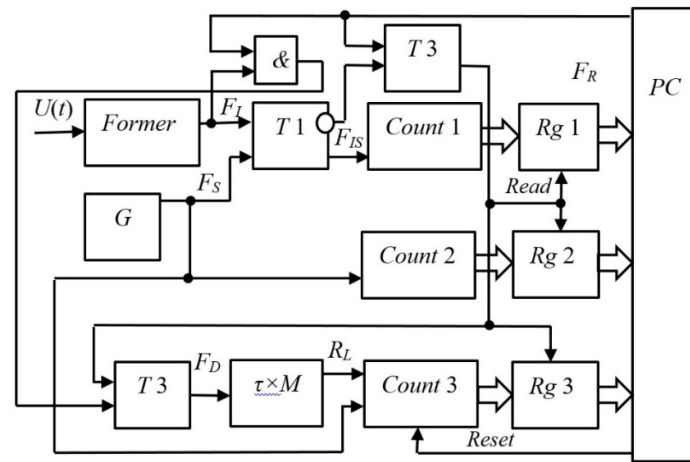 T 3
F_R
PC
&
U(t)
Former
F_I
T 1
F_IS
Count 1
Rg 1
Read
F_S
G
Count 2
Rg 2
T 3
F_D
τ×M
R_L
Count 3
Rg 3
Reset